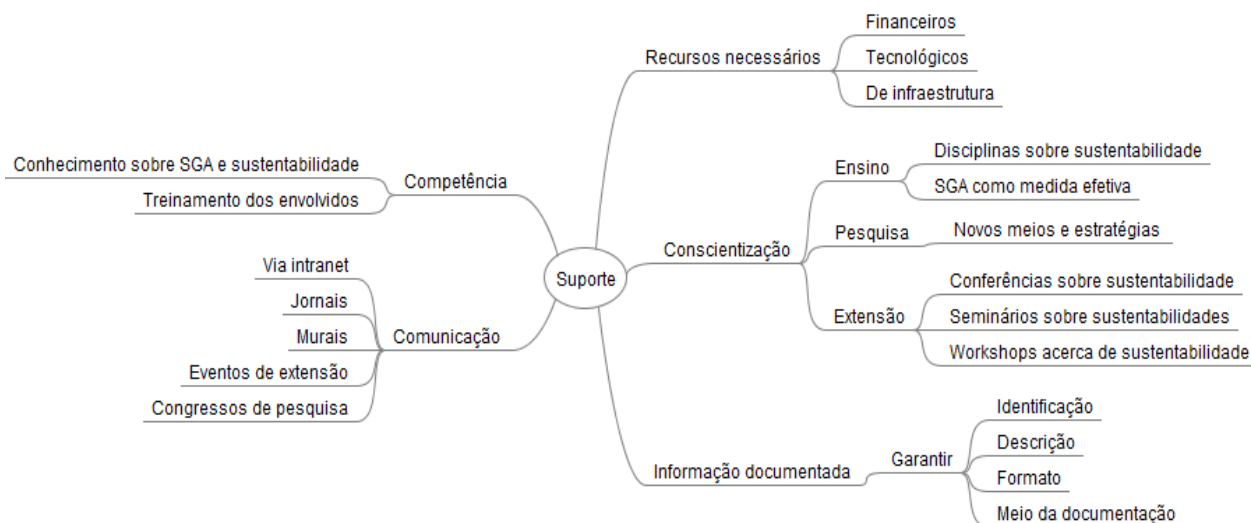 Suporte
Recursos necessários
Financeiros
Tecnológicos
De infraestrutura
Conscientização
Ensino
Disciplinas sobre sustentabilidade
SGA como medida efetiva
Pesquisa
Novos meios e estratégias
Extensão
Conferências sobre sustentabilidade
Seminários sobre sustentabilidades
Workshops acerca de sustentabilidade
Informação documentada
Garantir
Identificação
Descrição
Formato
Meio da documentação
Competência
Conhecimento sobre SGA e sustentabilidade
Treinamento dos envolvidos
Comunicação
Via intranet
Jornais
Murais
Eventos de extensão
Congressos de pesquisa